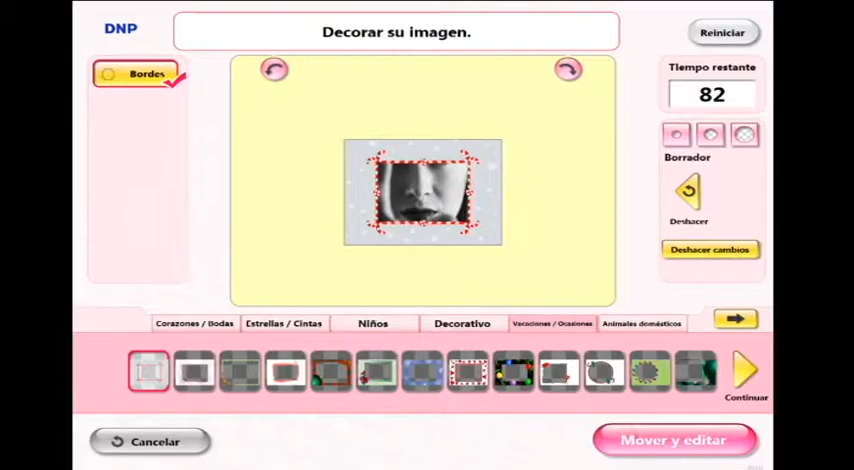 DNP
Decorar su imagen.
Reiniciar
Bordes
Tiempo restante
82
Borrador
Deshacer
Deshacer cambios
Corazones / Bodas
Estrellas / Cintas
Niños
Decorativo
Vacaciones / Ocasiones
Animales domésticos
Continuar
Cancelar
Mover y editar